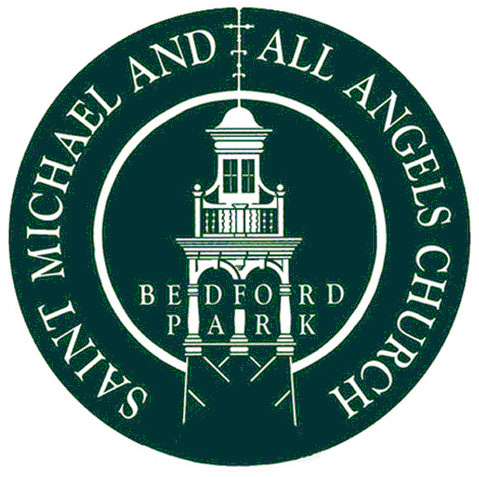 SAINT MICHAEL AND ALL ANGELS CHURCH
BEDFORD
PARK